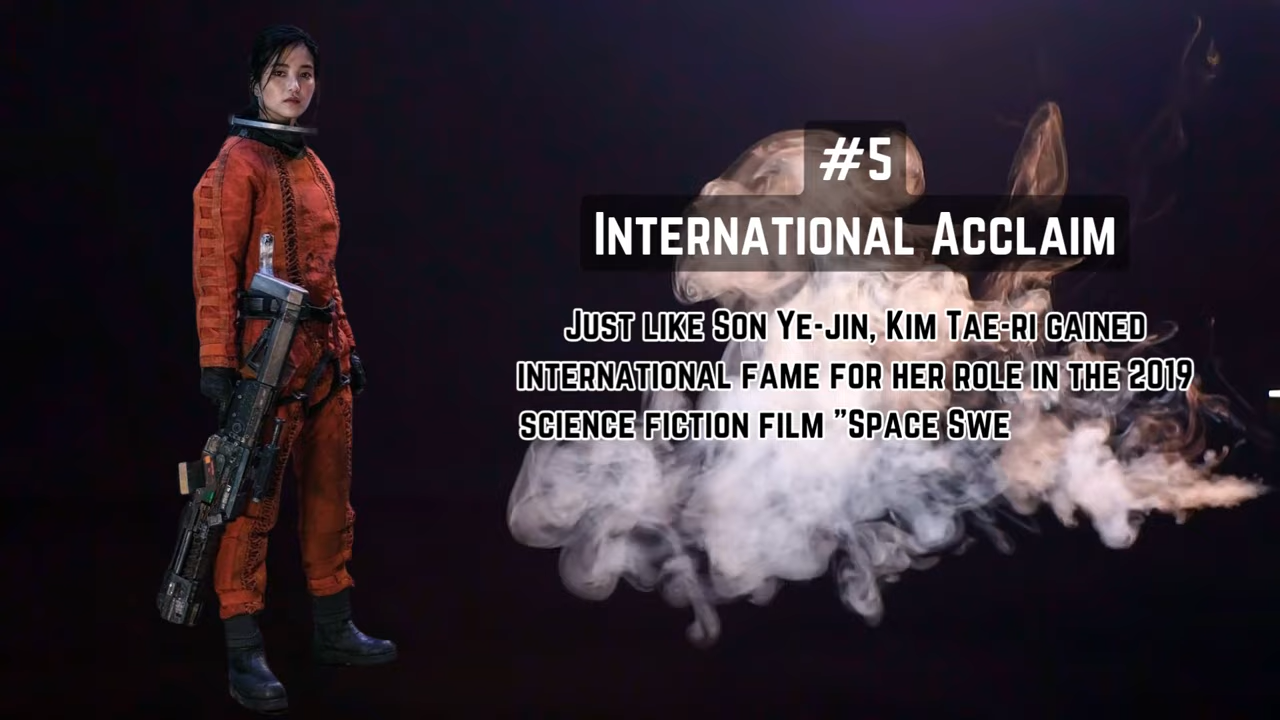 #5
International Acclaim
Just like Son Ye-jin, Kim Tae-ri gained
international fame for her role in the 2019
science fiction film "Space Swe